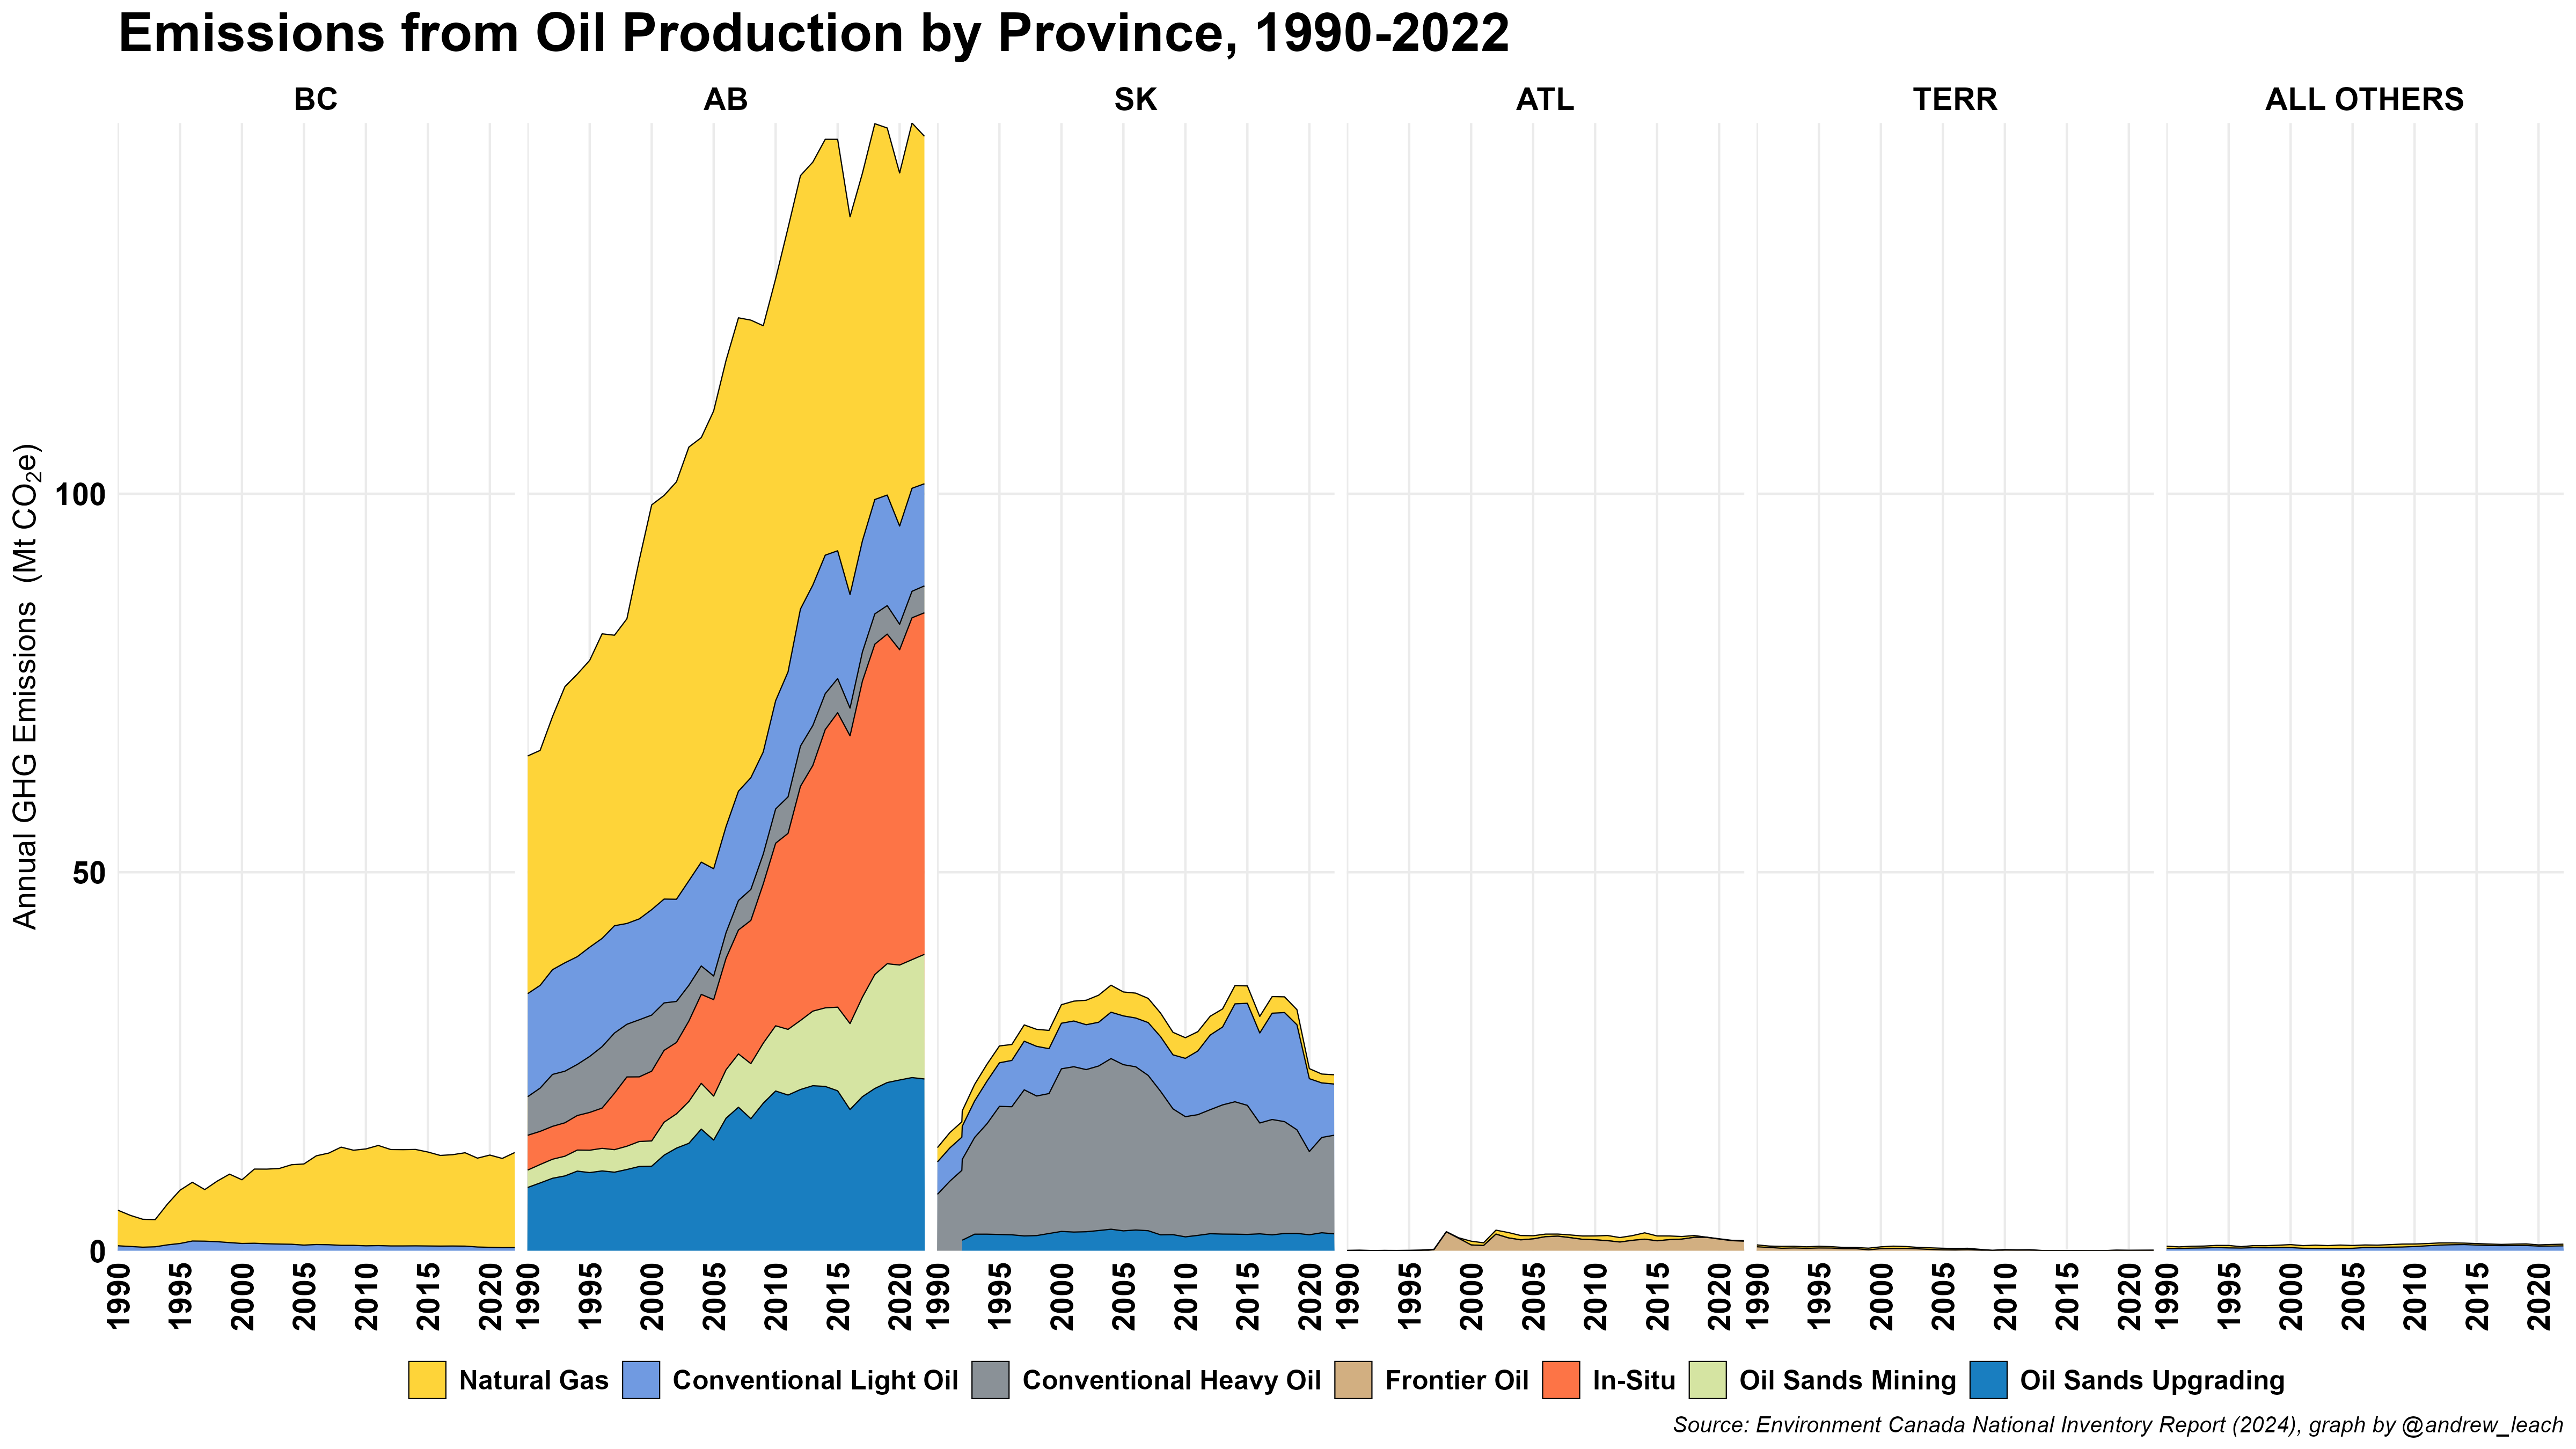 Emissions from Oil Production by Province, 1990-2022
BC AB SK ATL TERR ALL OTHERS
Annual GHG Emissions (Mt CO₂e)
100
50
0
1990 1995 2000 2005 2010 2015 2020 1990 1995 2000 2005 2010 2015 2020 1990 1995 2000 2005 2010 2015 2020 1990 1995 2000 2005 2010 2015 2020 1990 1995 2000 2005 2010 2015 2020 1990 1995 2000 2005 2010 2015 2020
Natural Gas Conventional Light Oil Conventional Heavy Oil Frontier Oil In-Situ Oil Sands Mining Oil Sands Upgrading
Source: Environment Canada National Inventory Report (2024), graph by @andrew_leach